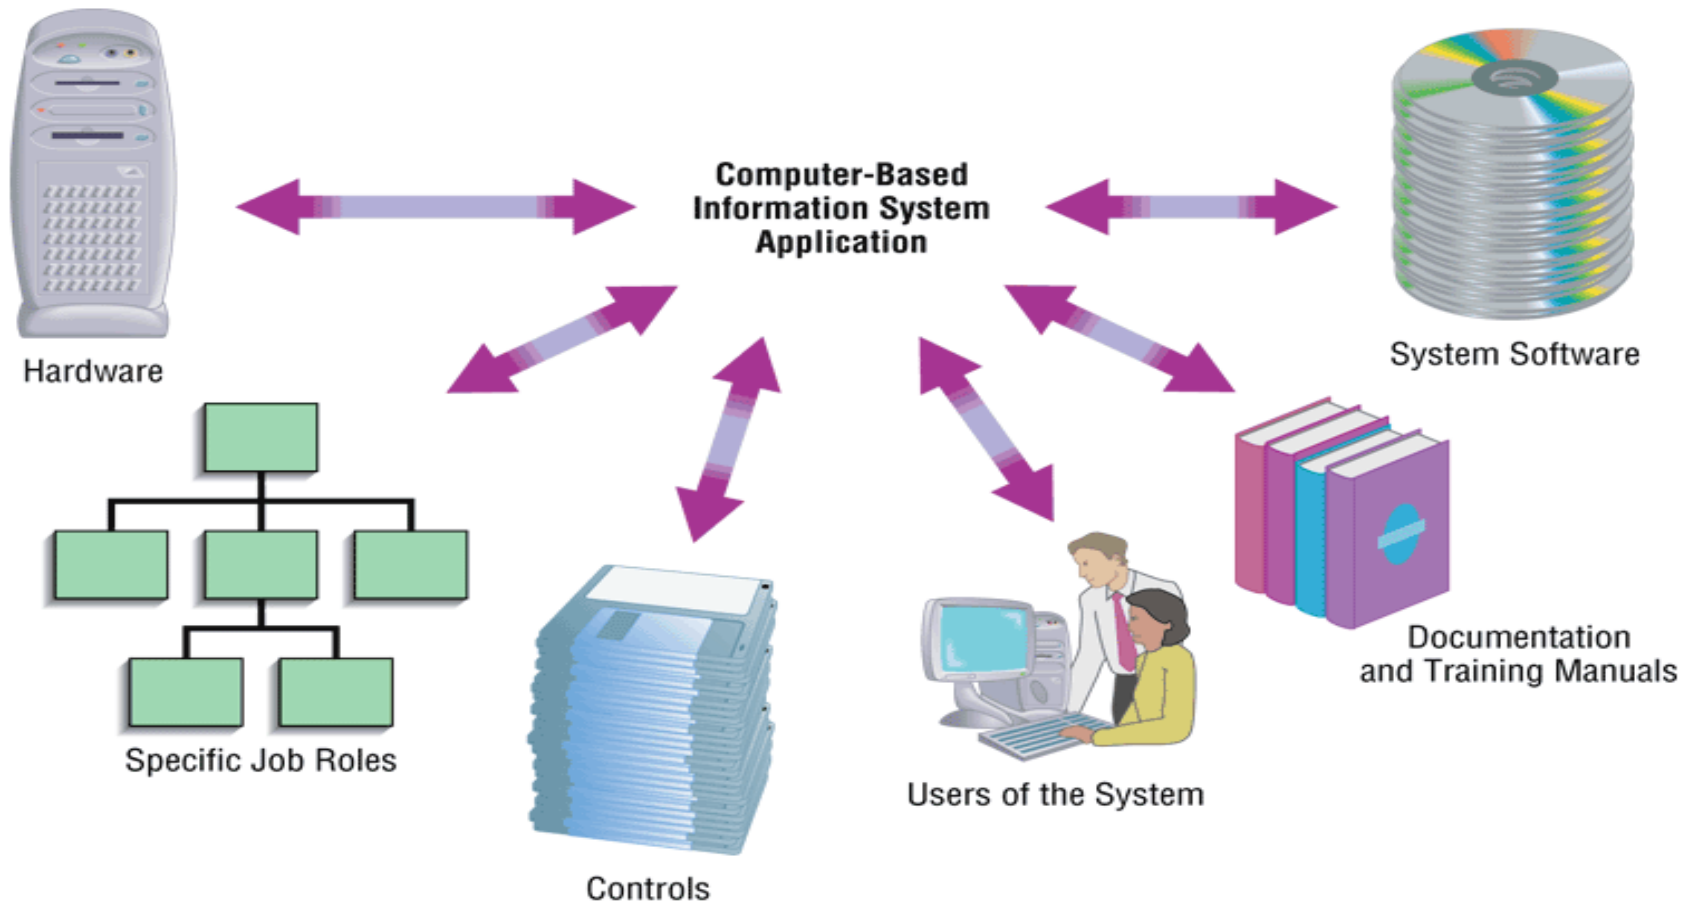 Computer-Based
Information System
Application
Hardware
System Software
Specific Job Roles
Controls
Users of the System
Documentation
and Training Manuals